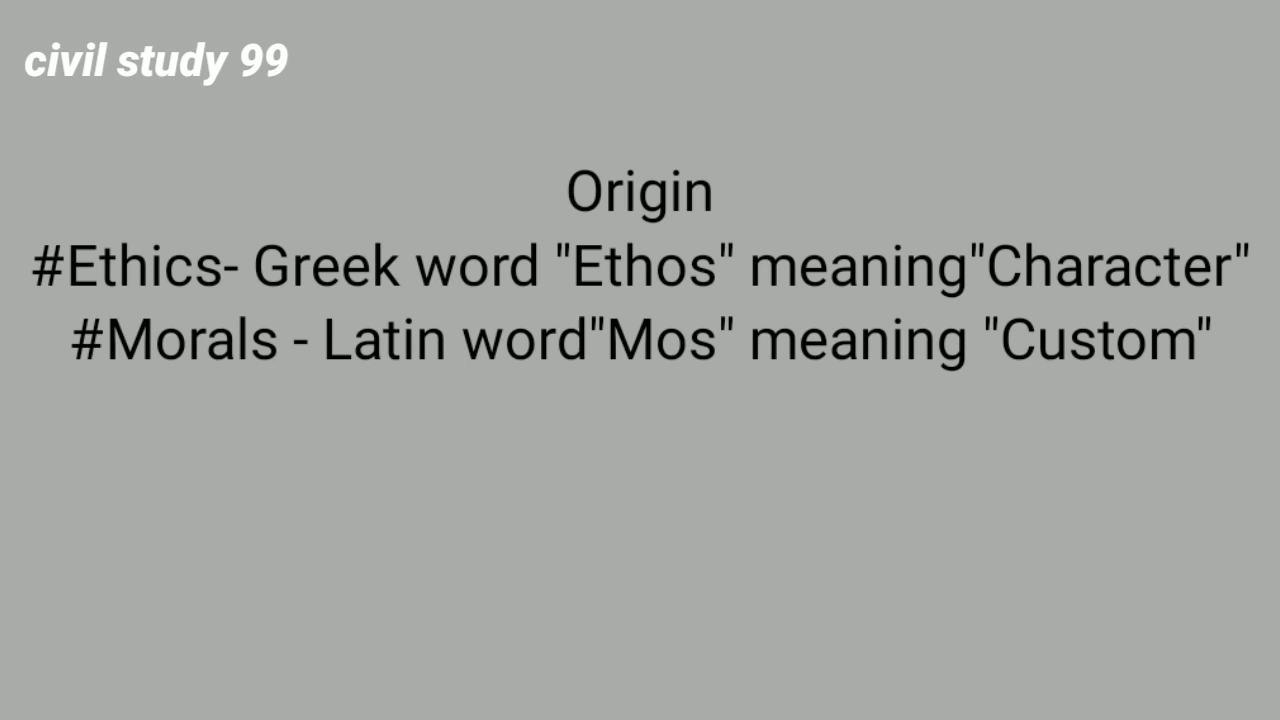 civil study 99
Origin
#Ethics- Greek word "Ethos" meaning"Character"
#Morals - Latin word"Mos" meaning "Custom"